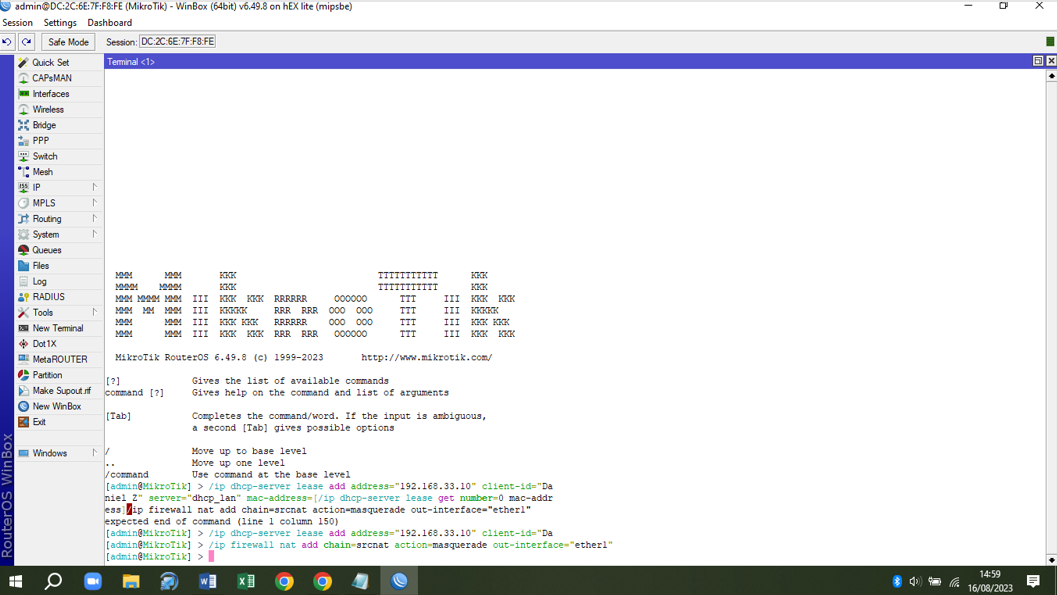 admin@DC:2C:6E:7F:F8:FE (MikroTik) - WinBox (64bit) v6.49.8 on hEX lite (mipsbe)
Session Settings Dashboard
Safe Mode Session: DC:2C:6E:7F:F8:FE
Terminal <1>
Quick Set
CAPsMAN
Interfaces
Wireless
Bridge
PPP
Switch
Mesh
IP
MPLS
Routing
System
Queues
Files
Log
RADIUS
Tools
New Terminal
Dot1X
MetaROUTER
Partition
Make Supout.rif
New WinBox
Exit
Windows
RouterOS WinBox
MMM MMM KKK TTTTTTTTTTT KKK
MMMM MMMM KKK TTTTTTTTTTT KKK
MMM MMMM MMM III KKK KKK RRRRRR OOOOOO TTT III KKK KKK
MMM MM MMM III KKKKK RRR RRR OOO OOO TTT III KKKKK
MMM MMM III KKK KKK RRRRRR OOO OOO TTT III KKK KKK
MMM MMM III KKK KKK RRR RRR OOOOOO TTT III KKK KKK
MikroTik RouterOS 6.49.8 (c) 1999-2023 http://www.mikrotik.com/
[?] Gives the list of available commands
command [?] Gives help on the command and list of arguments
[Tab] Completes the command/word. If the input is ambiguous,
a second [Tab] gives possible options
/ Move up to base level
.. Move up one level
/command Use command at the base level
[admin@MikroTik] > /ip dhcp-server lease add address="192.168.33.10" client-id="Da
niel_Z" server="dhcp_lan" mac-address=[/ip dhcp-server lease get number=0 mac-addr
ess]/ip firewall nat add chain=srcnat action=masquerade out-interface="ether1"
expected end of command (line 1 column 150)
[admin@MikroTik] > /ip dhcp-server lease add address="192.168.33.10" client-id="Da
[admin@MikroTik] > /ip firewall nat add chain=srcnat action=masquerade out-interface="ether1"
[admin@MikroTik] >
14:59
16/08/2023